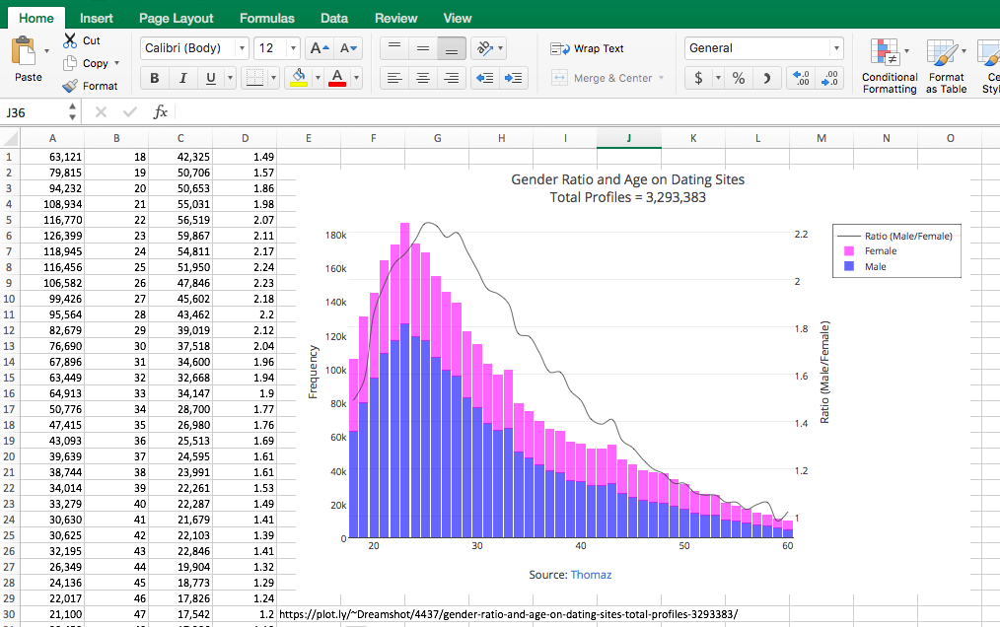 Home Insert Page Layout Formulas Data Review View
Paste
Cut
Copy
Format
Calibri (Body) 12 A A
B I U A
Wrap Text
Merge & Center
General
$ % .0 .00 .00 .0
Conditional Formatting
Format as Table
J36 fx
A B C D E F G H I J K L M N O
1 63,121 18 42,325 1.49
2 79,815 19 50,706 1.57
3 94,232 20 50,653 1.86
4 108,934 21 55,031 1.98
5 116,770 22 56,519 2.07
6 126,399 23 59,867 2.11
7 118,945 24 54,811 2.17
8 116,456 25 51,950 2.24
9 106,582 26 47,846 2.23
10 99,426 27 45,602 2.18
11 95,564 28 43,462 2.2
12 82,679 29 39,019 2.12
13 76,690 30 37,518 2.04
14 67,896 31 34,600 1.96
15 63,449 32 32,668 1.94
16 64,913 33 34,147 1.9
17 50,776 34 28,700 1.77
18 47,415 35 26,980 1.76
19 43,093 36 25,513 1.69
20 39,639 37 24,595 1.61
21 38,744 38 23,991 1.61
22 34,014 39 22,261 1.53
23 33,279 40 22,287 1.49
24 30,630 41 21,679 1.41
25 30,625 42 22,103 1.39
26 32,195 43 22,846 1.41
27 26,349 44 19,904 1.32
28 24,136 45 18,773 1.29
29 22,017 46 17,826 1.24
30 21,100 47 17,542 1.2 https://plot.ly/~Dreamshot/4437/gender-ratio-and-age-on-dating-sites-total-profiles-3293383/
Gender Ratio and Age on Dating Sites
Total Profiles = 3,293,383
Ratio (Male/Female)
Female
Male
180k
160k
140k
120k
100k
80k
60k
40k
20k
0
Frequency
2.2
2
1.8
1.6
1.4
1.2
1
Ratio (Male/Female)
20 30 40 50 60
Source: Thomaz